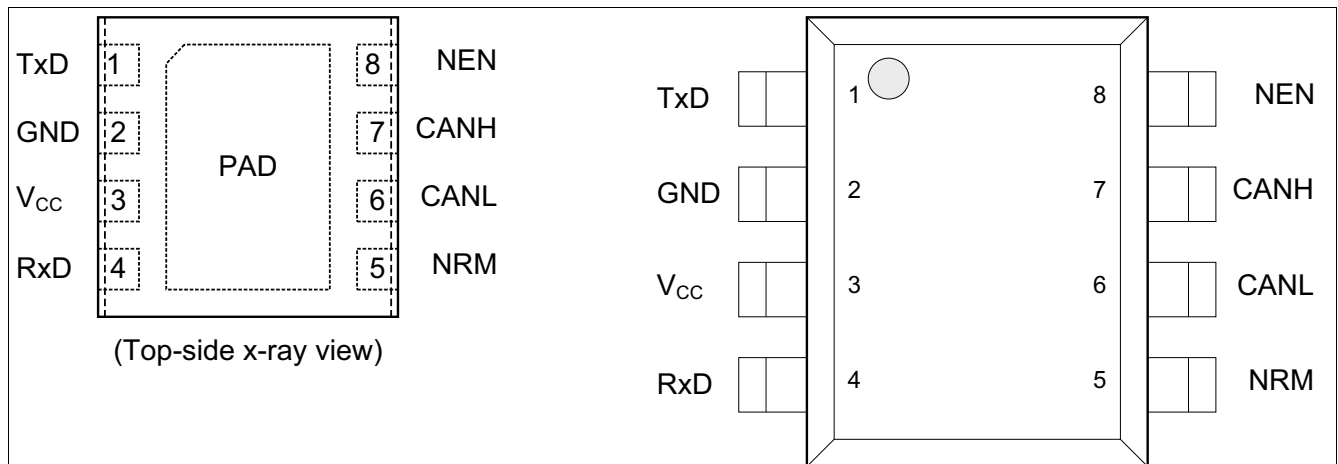 TxD 1 8 NEN
GND 2 7 CANH
PAD
VCC 3 6 CANL
RxD 4 5 NRM
(Top-side x-ray view)
TxD 1 8 NEN
GND 2 7 CANH
VCC 3 6 CANL
RxD 4 5 NRM